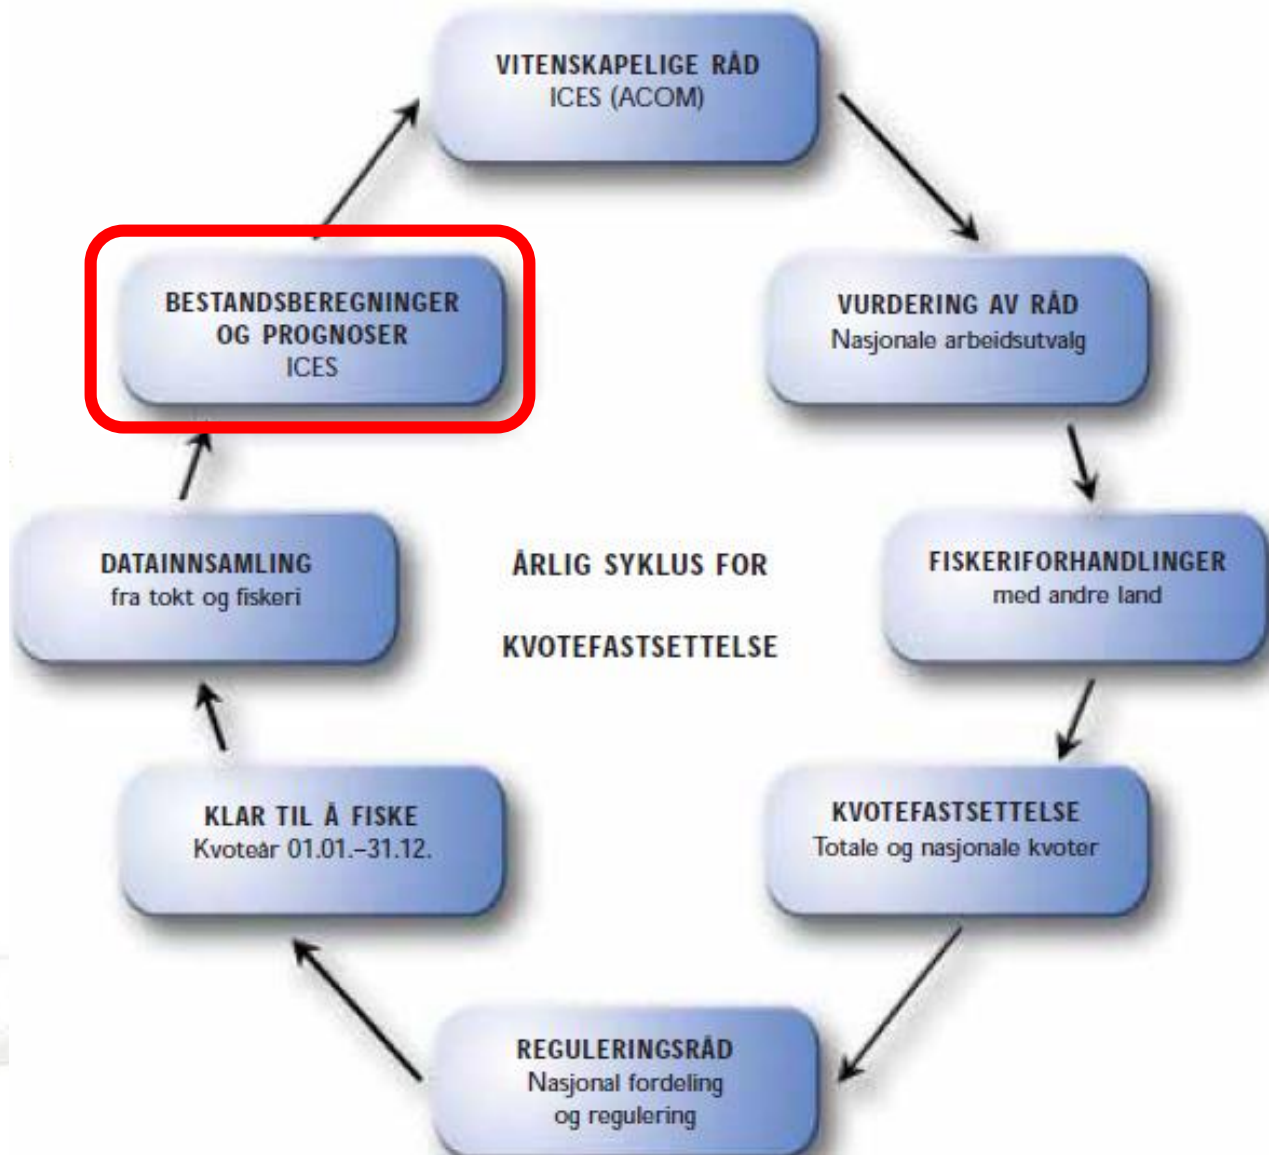 VITENSKAPELIGE RÅD
ICES (ACOM)
BESTANDSBEREGNINGER
OG PROGNOSER
ICES
VURDERING AV RÅD
Nasjonale arbeidsutvalg
DATAINNSAMLING
fra tokt og fiskeri
ÅRLIG SYKLUS FOR
KVOTEFASTSETTELSE
FISKERIFORHANDLINGER
med andre land
KLAR TIL Å FISKE
Kvoteår 01.01.–31.12.
KVOTEFASTSETTELSE
Totale og nasjonale kvoter
REGULERINGSRÅD
Nasjonal fordeling
og regulering